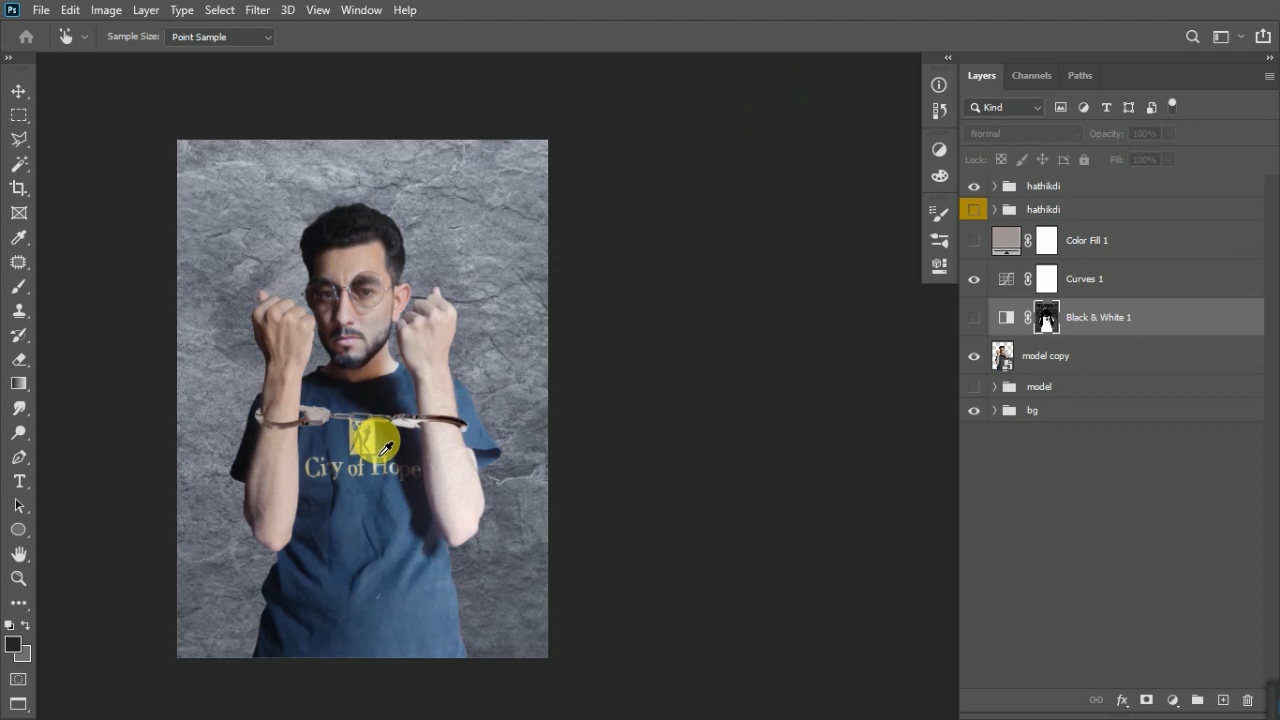 Ps File Edit Image Layer Type Select Filter 3D View Window Help
Sample Size: Point Sample
Layers Channels Paths
Kind
Normal Opacity: 100%
Lock: Fill: 100%
hathikdi
hathikdi
Color Fill 1
Curves 1
Black & White 1
model copy
model
bg
City of Hope